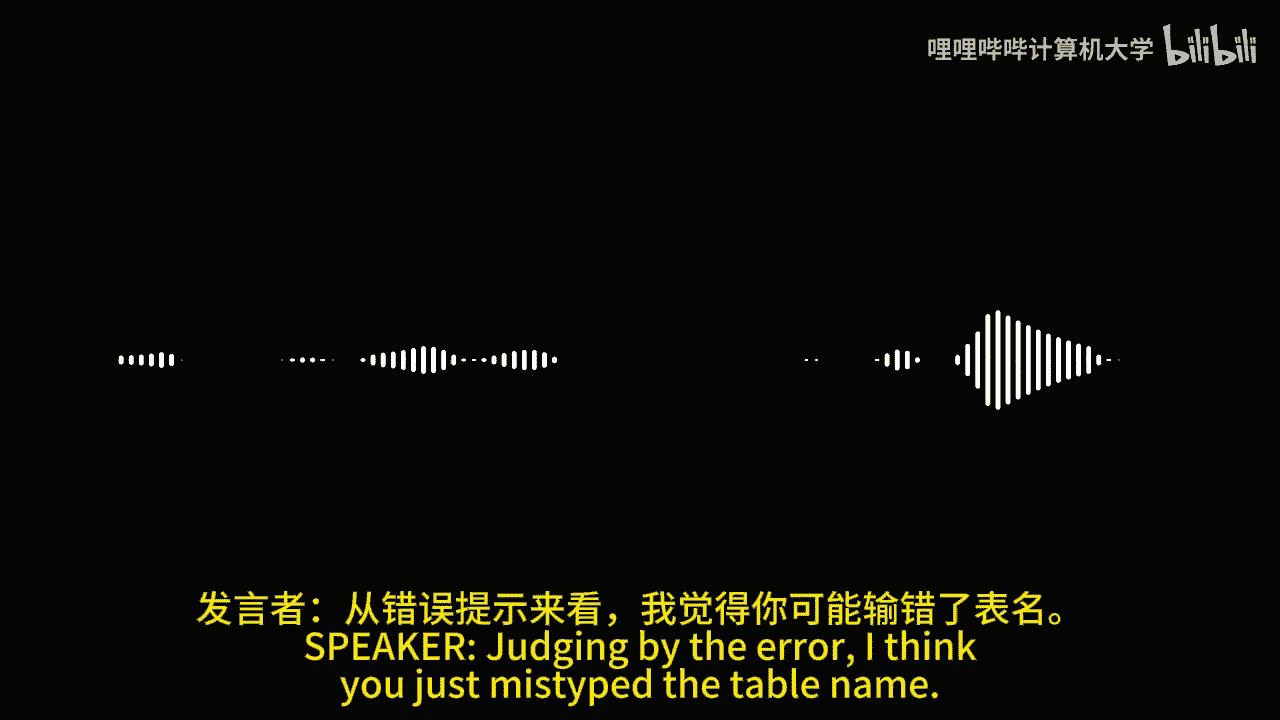 哩哩哔哔计算机大学 bilibili
发言者：从错误提示来看，我觉得你可能输错了表名。
SPEAKER: Judging by the error, I think
you just mistyped the table name.